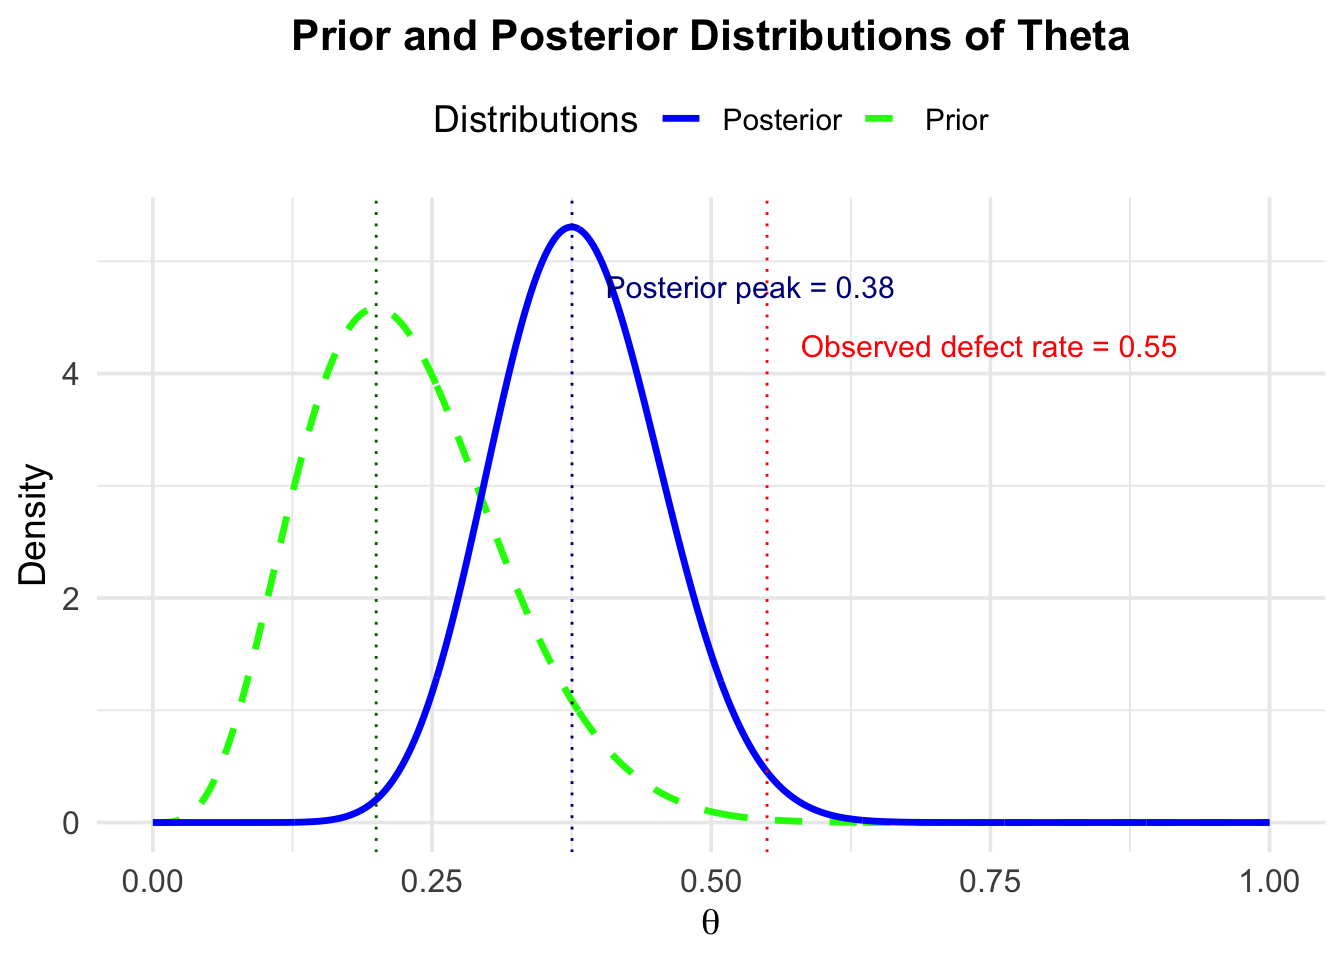 Prior and Posterior Distributions of Theta
Distributions Posterior Prior
Posterior peak = 0.38
Observed defect rate = 0.55
4
2
0
Density
0.00 0.25 0.50 0.75 1.00
θ